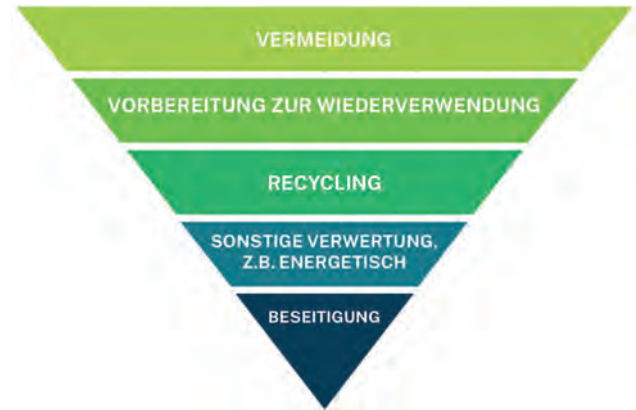 VERMEIDUNG
VORBEREITUNG ZUR WIEDERVERWENDUNG
RECYCLING
SONSTIGE VERWERTUNG,
Z.B. ENERGETISCH
BESEITIGUNG